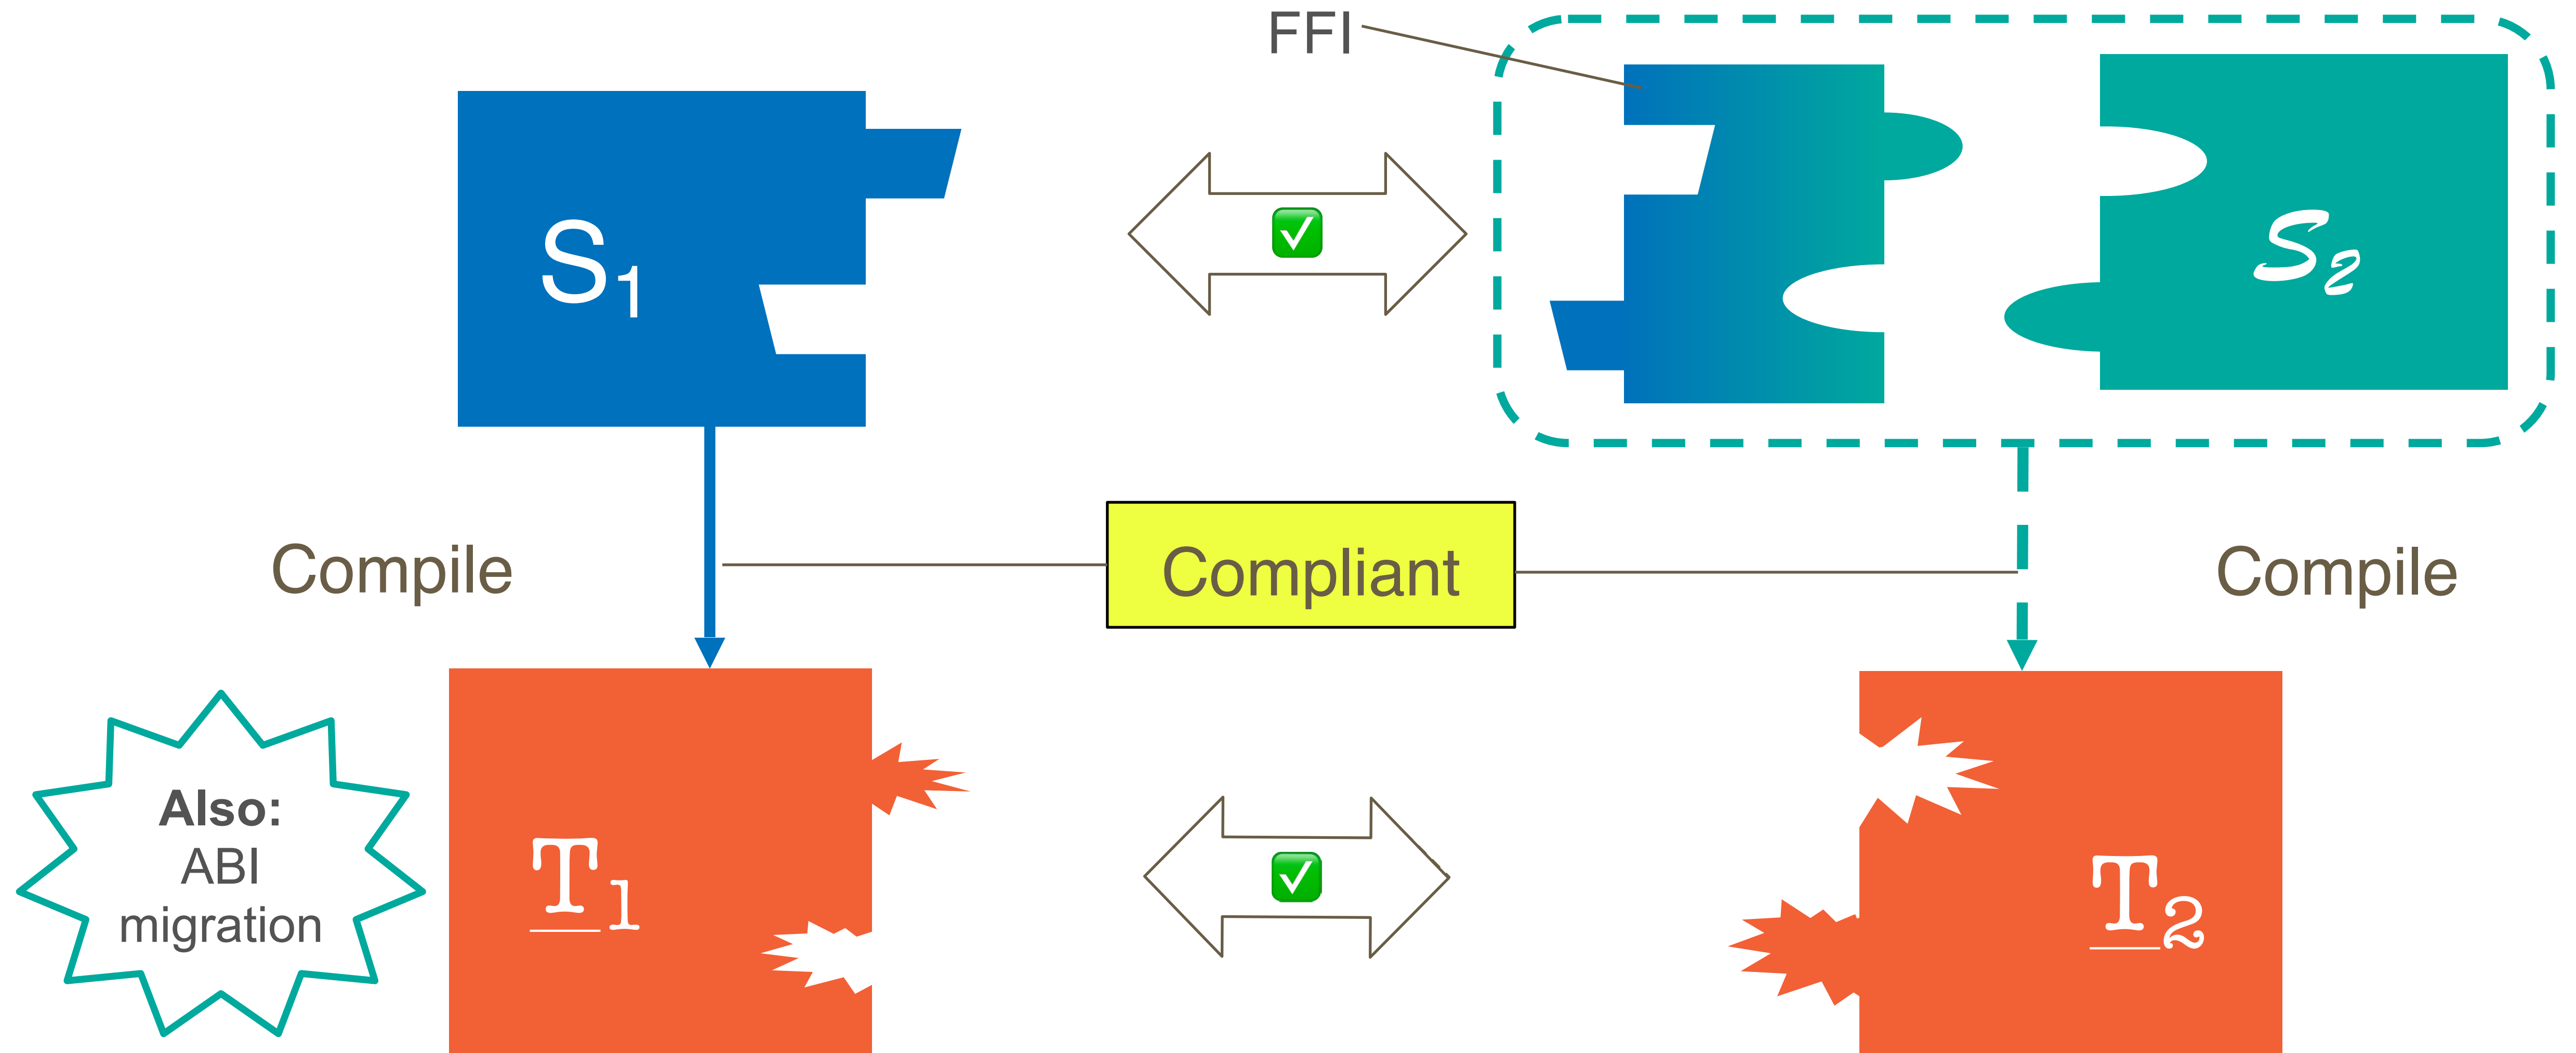 FFI
S₁
S₂
Compile
Compliant
Compile
Also:
ABI
migration
T₁
T₂